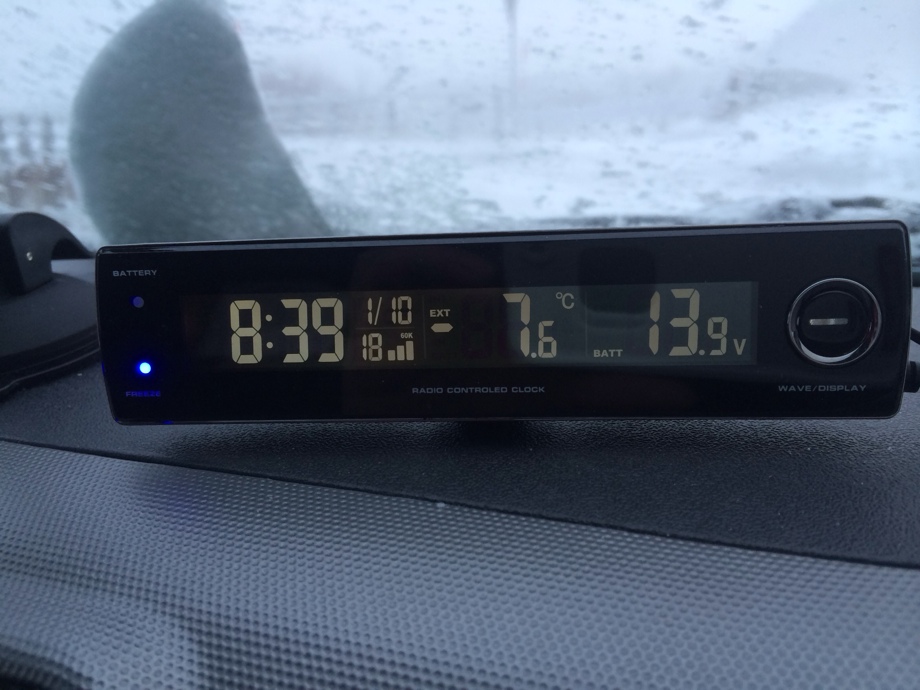 BATTERY
8:39 1/10 EXT - 7.6 °C BATT 13.9 V
18 60K
FREEZE
RADIO CONTROLED CLOCK
WAVE/DISPLAY